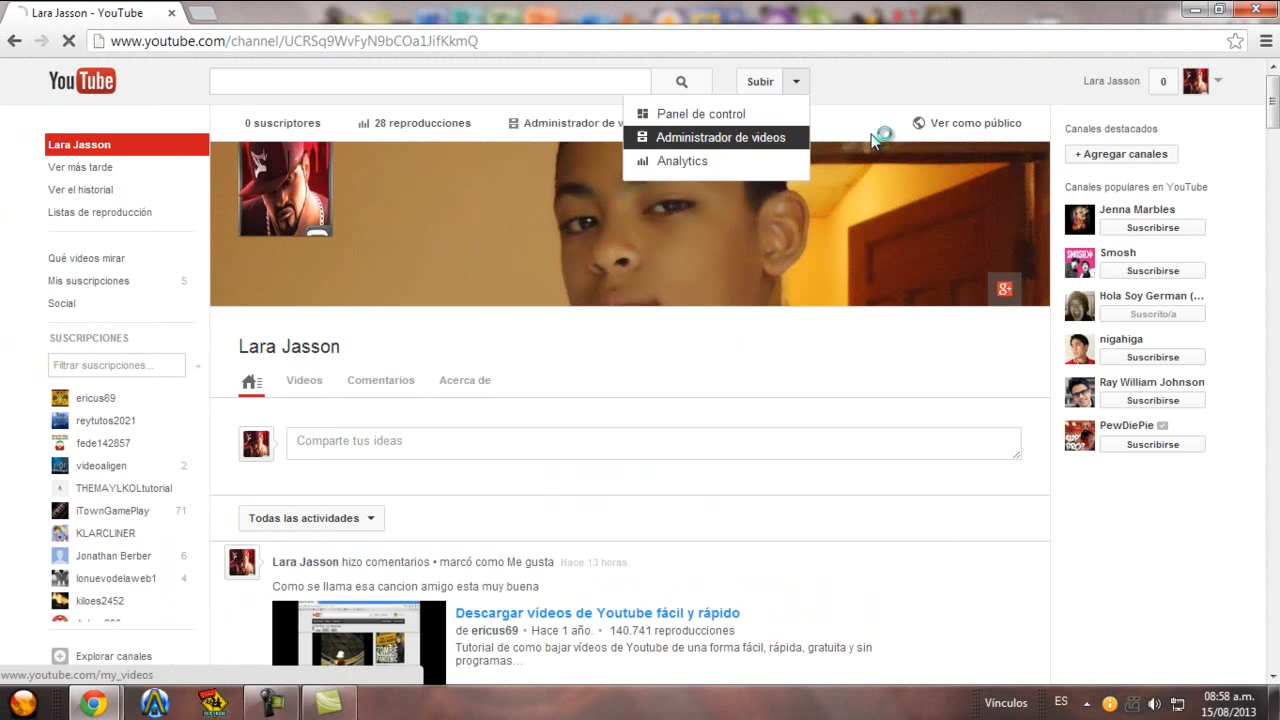 Lara Jasson - YouTube
www.youtube.com/channel/UCRSq9WvFyN9bCOa1JifKkmQ
YouTube
Subir
Lara Jasson
0
Panel de control
Administrador de videos
Analytics
0 suscriptores
28 reproducciones
Administrador de v
Ver como público
Lara Jasson
Ver más tarde
Ver el historial
Listas de reproducción
Qué videos mirar
Mis suscripciones 5
Social
SUSCRIPCIONES
Filtrar suscripciones...
ericus69
reytutos2021
fede142857
videoaligen 2
THEMAYLKOLtutorial
iTownGamePlay 71
KLARCLINER
Jonathan Berber 6
lonuevodelaweb1 4
kiloes2452
Explorar canales
www.youtube.com/my_videos
Lara Jasson
Videos
Comentarios
Acerca de
Comparte tus ideas
Todas las actividades
Lara Jasson hizo comentarios • marcó como Me gusta Hace 13 horas
Como se llama esa cancion amigo esta muy buena
Descargar vídeos de Youtube fácil y rápido
de ericus69 • Hace 1 año. • 140.741 reproducciones
Tutorial de como bajar vídeos de Youtube de una forma fácil, rápida, gratuita y sin
programas...
Canales destacados
+ Agregar canales
Canales populares en YouTube
Jenna Marbles
Suscribirse
Smosh
Suscribirse
Hola Soy German (...
Suscrito/a
nigahiga
Suscribirse
Ray William Johnson
Suscribirse
PewDiePie
Suscribirse
Vínculos
ES
08:58 a.m.
15/08/2013